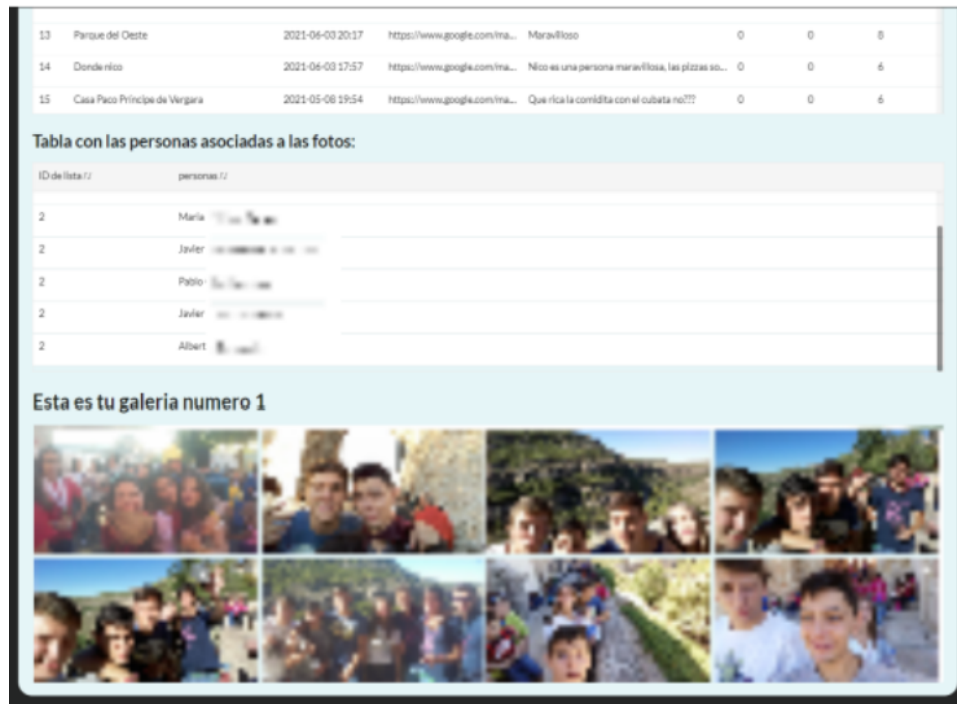 13 Parque del Oeste 2021-06-03 20:17 https://www.google.com/ma... Maravilloso 0 0 8
14 Donde nico 2021-06-03 17:57 https://www.google.com/ma... Nico es una persona maravillosa, las pizzas so... 0 0 6
15 Casa Paco Príncipe de Vergara 2021-05-08 19:54 https://www.google.com/ma... Que rica la comidita con el cubata no??? 0 0 6
Tabla con las personas asociadas a las fotos:
ID de lista personas
2 Maria
2 Javier
2 Pablo
2 Javier
2 Albert
Esta es tu galeria numero 1